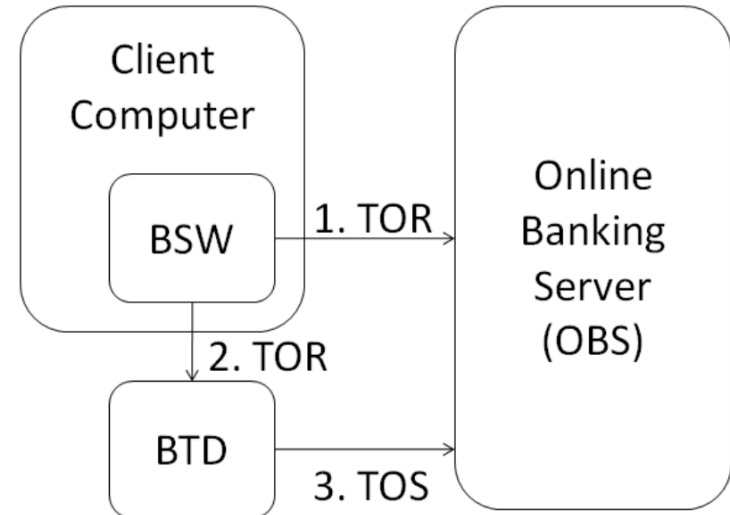 Client
Computer
BSW
1. TOR
Online
Banking
Server
(OBS)
2. TOR
BTD
3. TOS